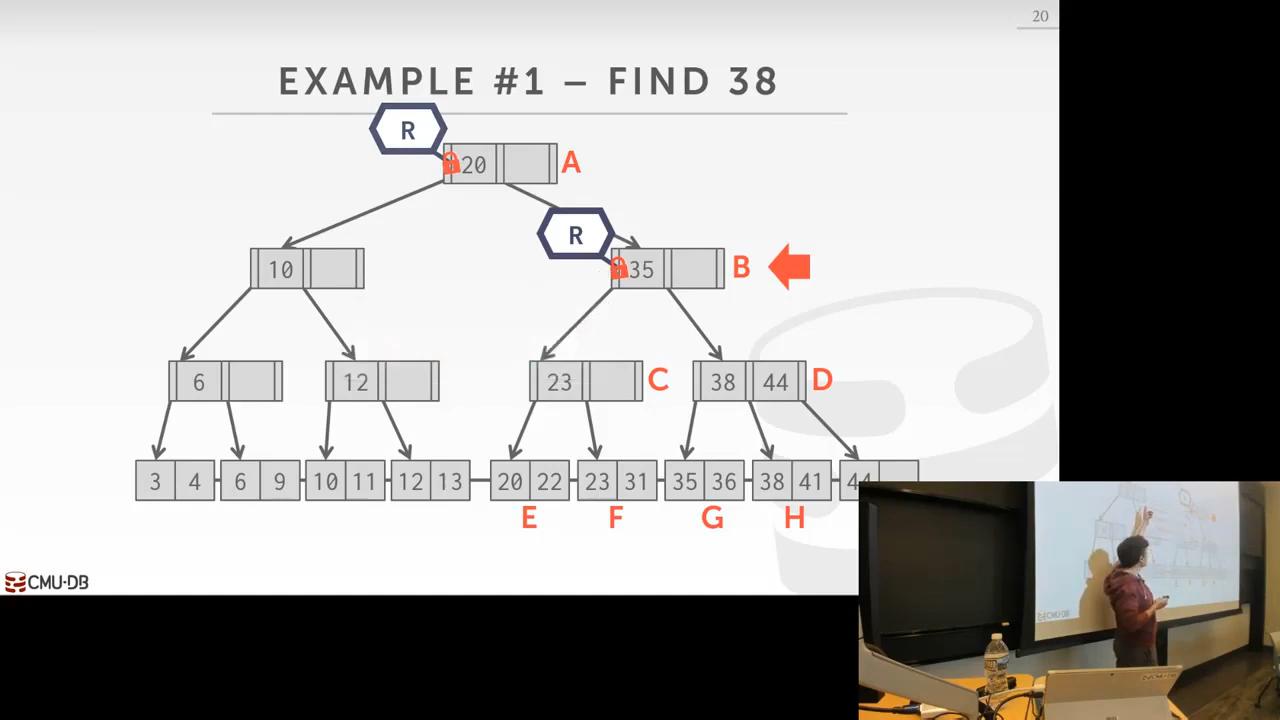 20
EXAMPLE #1 – FIND 38
R
20 A
R
10 35 B
6 12 23 C 38 44 D
3 4 6 9 10 11 12 13 20 22 23 31 35 36 38 41 44
E F G H
CMU·DB